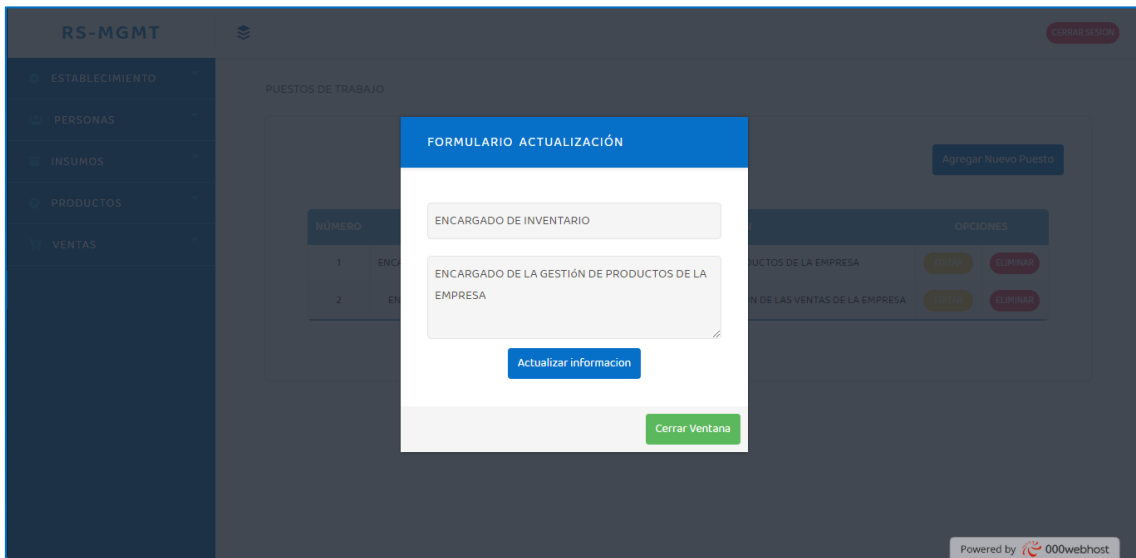 RS-MGMT
CERRAR SESION
ESTABLECIMIENTO
PERSONAS
INSUMOS
PRODUCTOS
VENTAS
PUESTOS DE TRABAJO
Agregar Nuevo Puesto
FORMULARIO ACTUALIZACIÓN
ENCARGADO DE INVENTARIO
ENCARGADO DE LA GESTIóN DE PRODUCTOS DE LA
EMPRESA
Actualizar informacion
Cerrar Ventana
NÚMERO OPCIONES
1 DE LA EMPRESA ELIMINAR
2 DE LAS VENTAS DE LA EMPRESA ELIMINAR
Powered by 000webhost